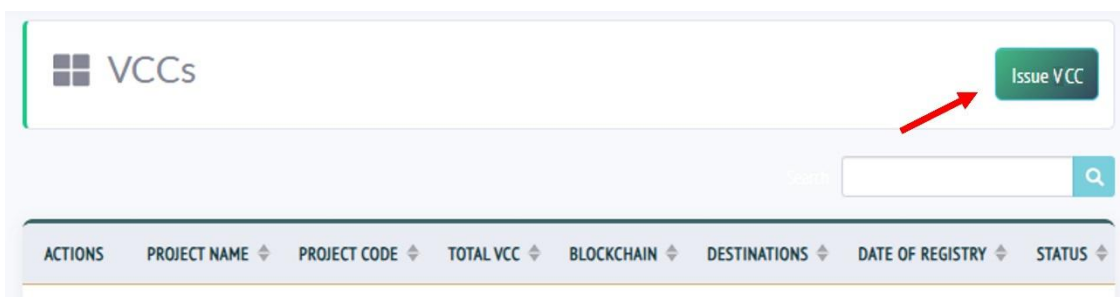 VCCs
Issue VCC
Search
ACTIONS PROJECT NAME PROJECT CODE TOTAL VCC BLOCKCHAIN DESTINATIONS DATE OF REGISTRY STATUS